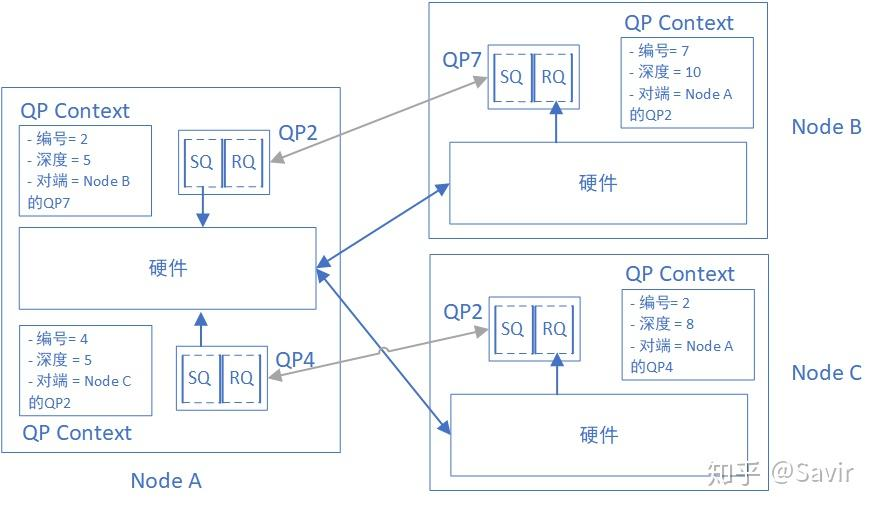 QP Context
- 编号= 2
- 深度 = 5
- 对端 = Node B
的QP7
SQ
RQ
QP2
硬件
- 编号= 4
- 深度 = 5
- 对端 = Node C
的QP2
QP Context
SQ
RQ
QP4
Node A
QP7
SQ
RQ
QP Context
- 编号= 7
- 深度 = 10
- 对端 = Node A
的QP2
硬件
Node B
QP2
SQ
RQ
QP Context
- 编号 = 2
- 深度 = 8
- 对端 = Node A
的QP4
硬件
Node C
知乎 @Savir